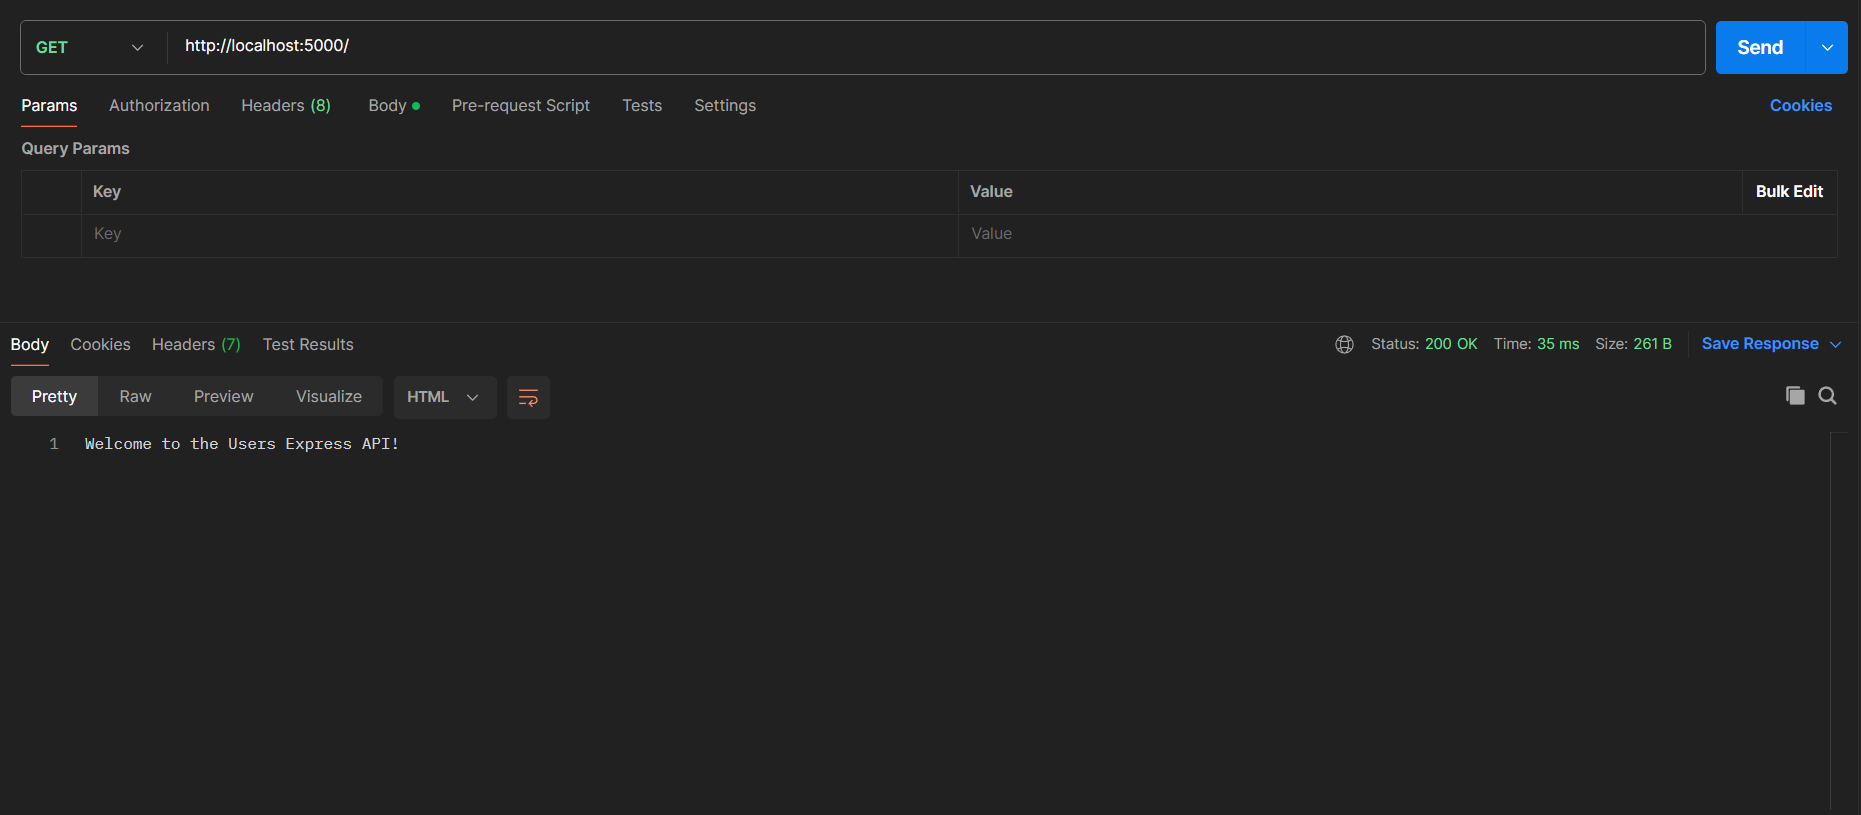 GET http://localhost:5000/ Send
Params Authorization Headers (8) Body Pre-request Script Tests Settings Cookies
Query Params
Key Value Bulk Edit
Key Value
Body Cookies Headers (7) Test Results Status: 200 OK Time: 35 ms Size: 261 B Save Response
Pretty Raw Preview Visualize HTML
1 Welcome to the Users Express API!